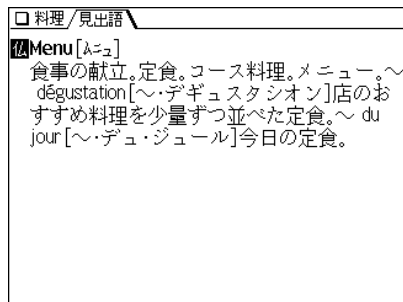 料理/見出語
仏Menu[ムニュ]
食事の献立。定食。コース料理。メニュー。～
dégustation[～・デギュスタシオン]店のお
すすめ料理を少量ずつ並べた定食。～ du
jour[～・デュ・ジュール]今日の定食。